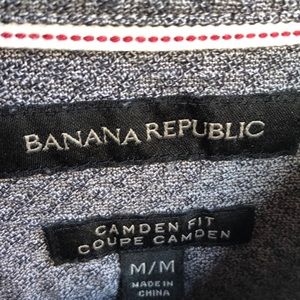 BANANA REPUBLIC
CAMDEN FIT
COUPE CAMDEN
M/M
MADE IN
CHINA